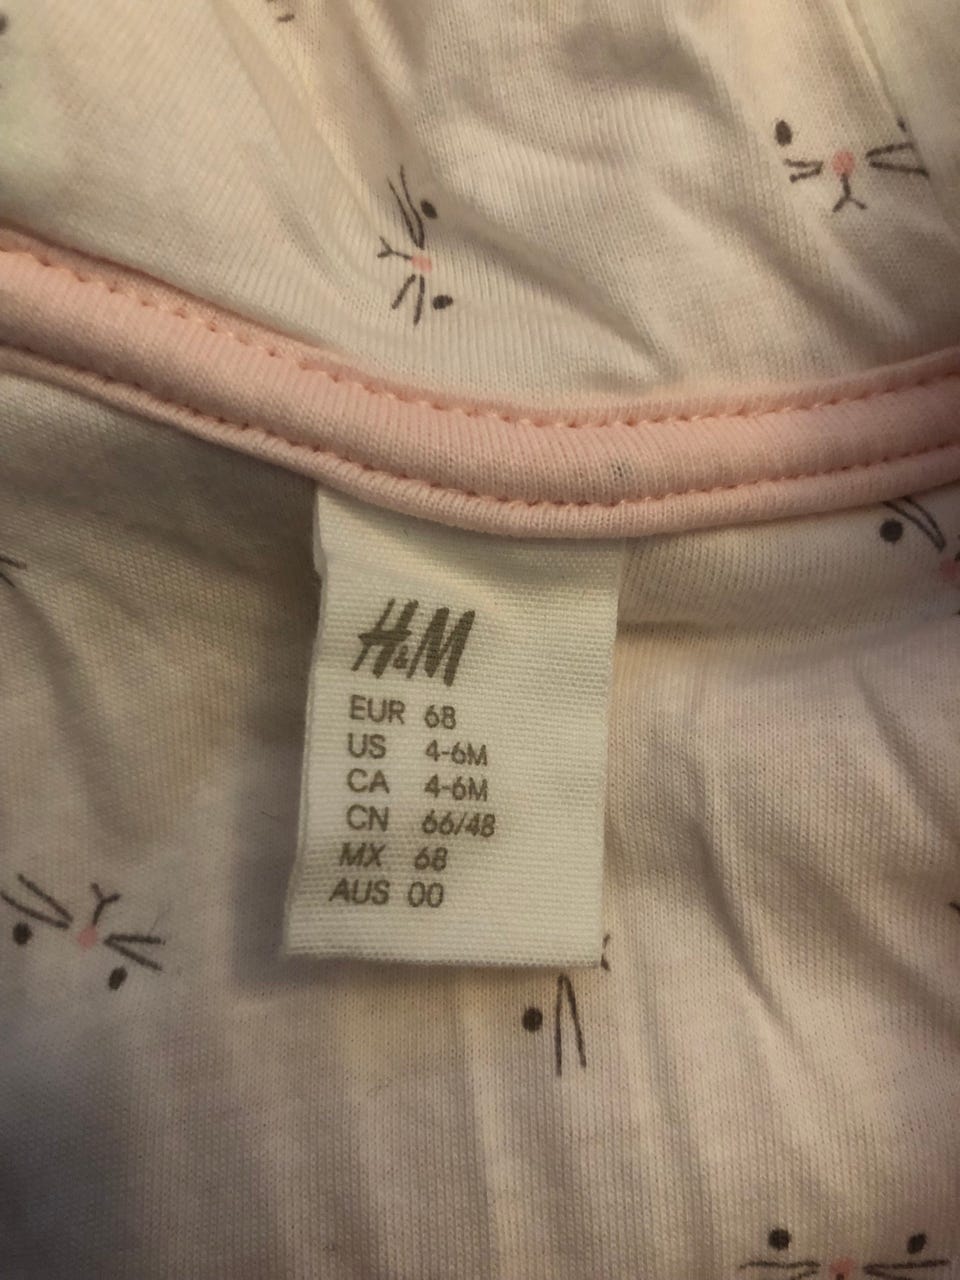 H&M
EUR 68
US 4-6M
CA 4-6M
CN 66/48
MX 68
AUS 00